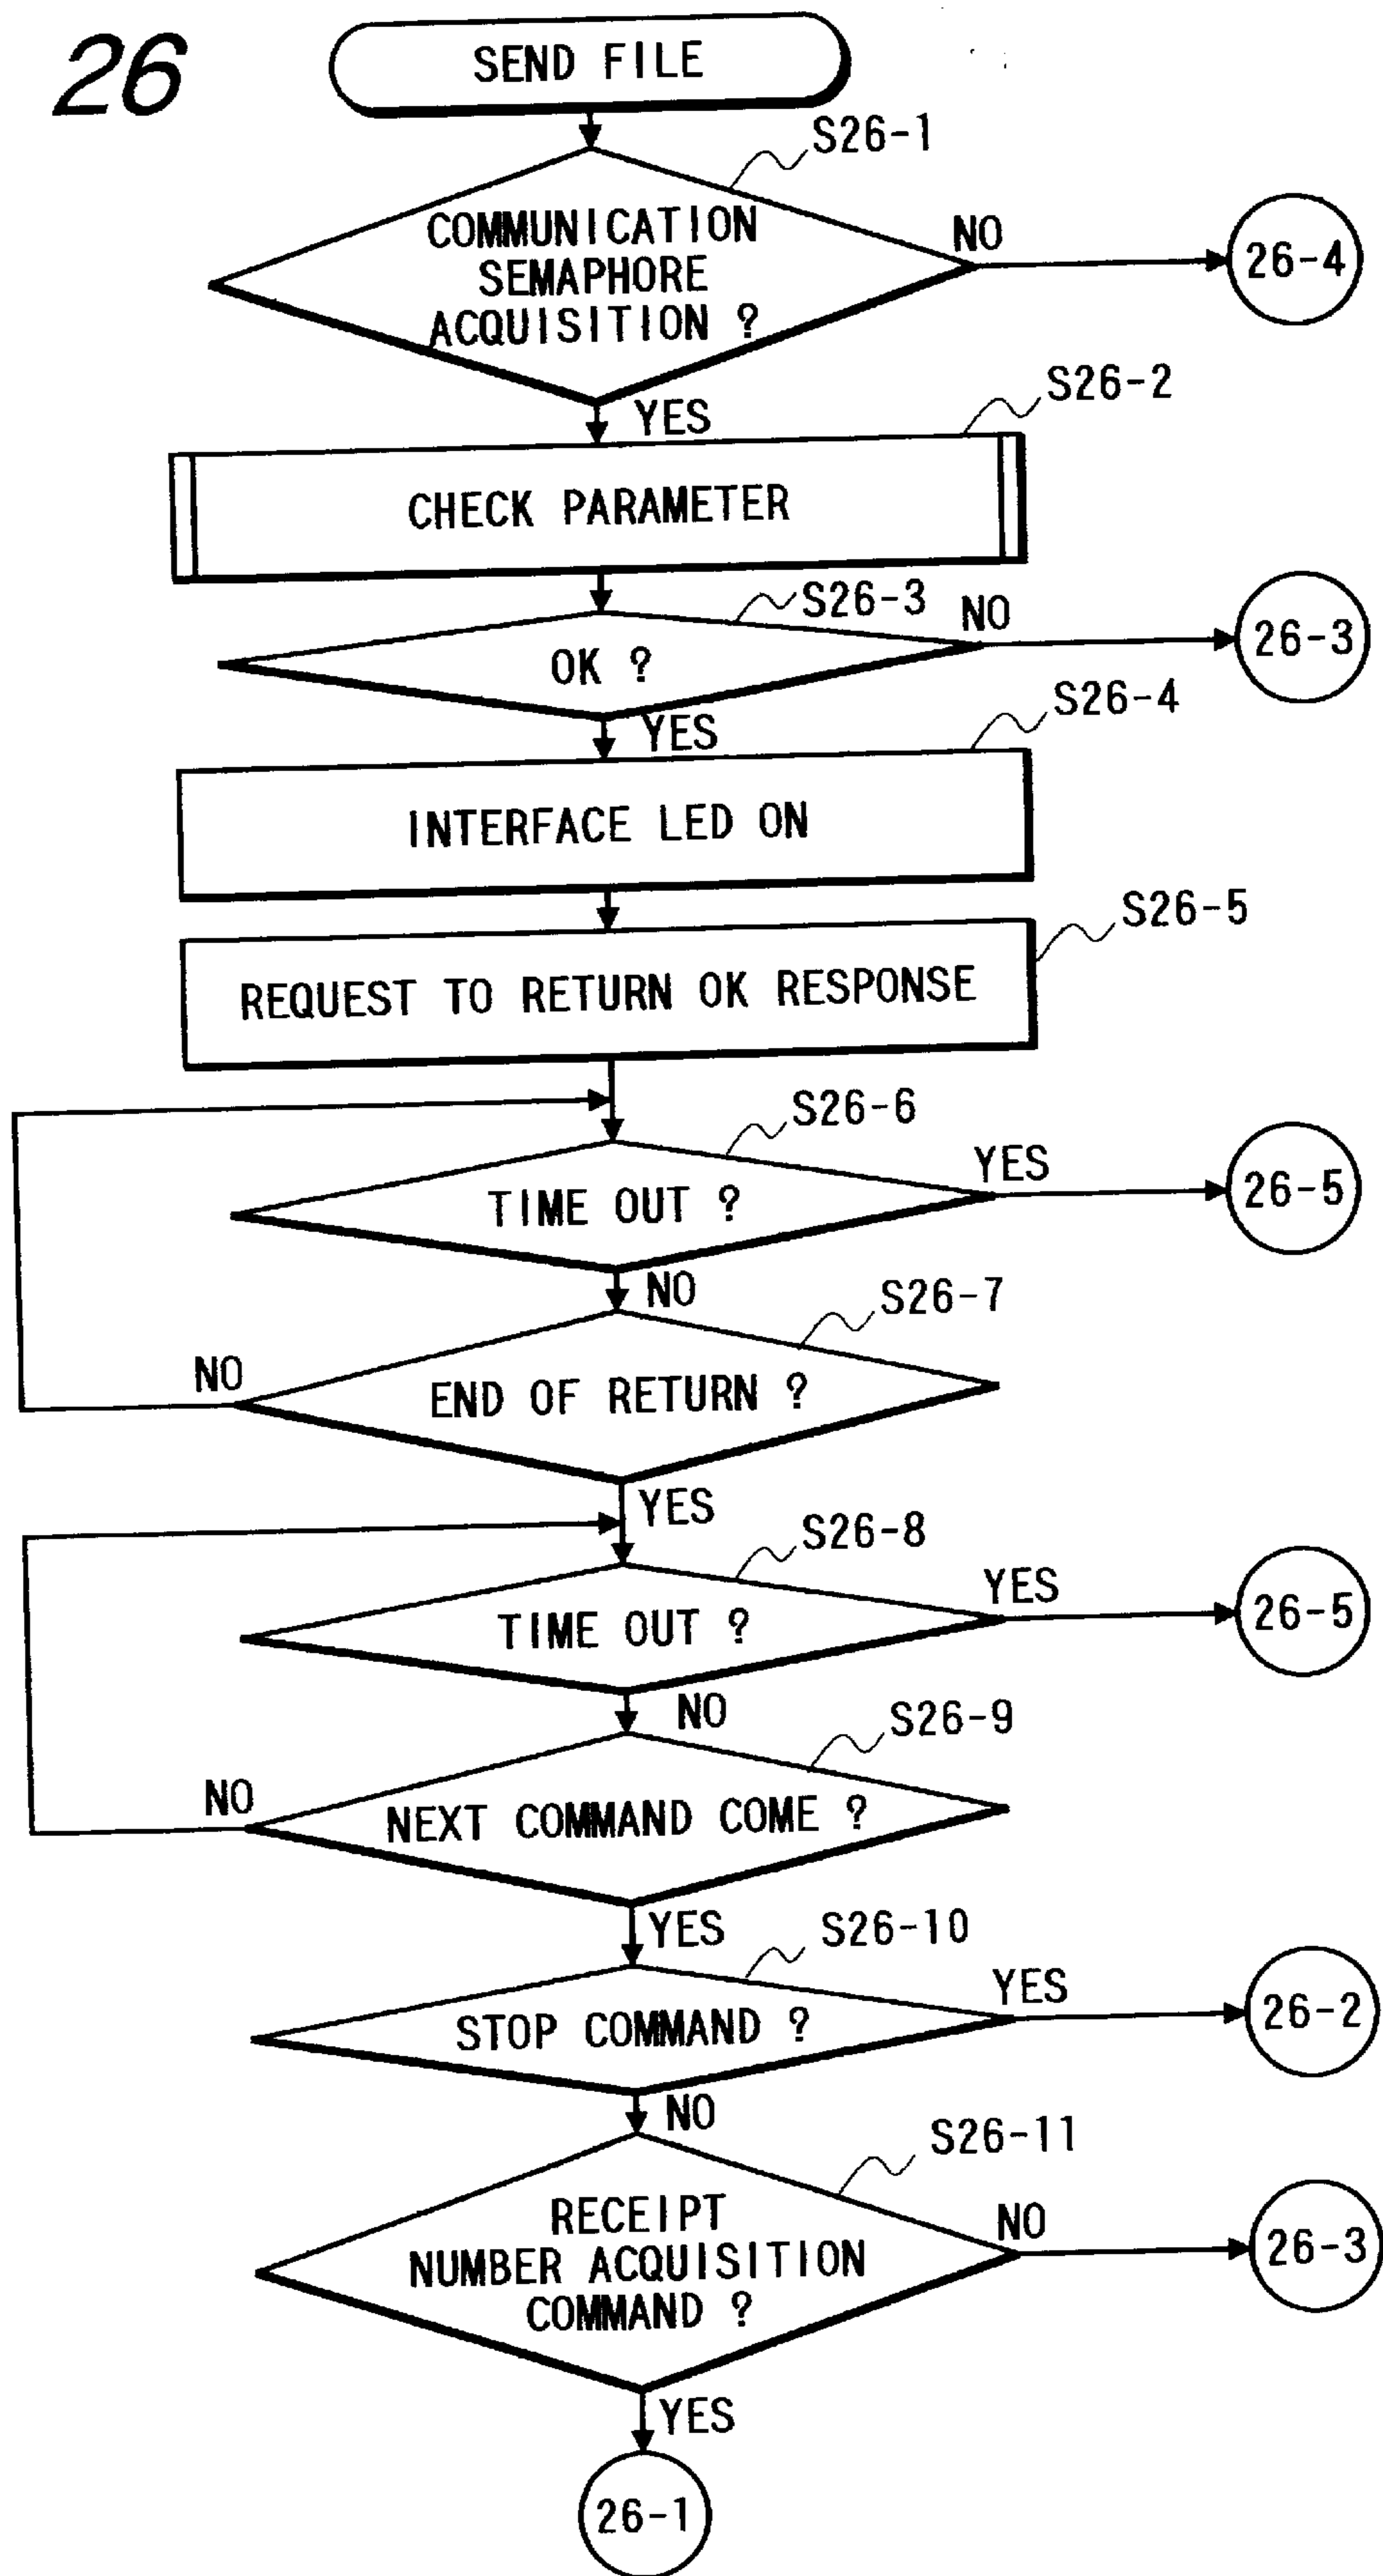 26
SEND FILE
S26-1
COMMUNICATION
SEMAPHORE
ACQUISITION ?
NO
26-4
YES
S26-2
CHECK PARAMETER
S26-3
NO
OK ?
26-3
YES
S26-4
INTERFACE LED ON
S26-5
REQUEST TO RETURN OK RESPONSE
S26-6
TIME OUT ?
YES
26-5
NO
S26-7
NO
END OF RETURN ?
YES
S26-8
TIME OUT ?
YES
26-5
NO
S26-9
NO
NEXT COMMAND COME ?
YES
S26-10
STOP COMMAND ?
YES
26-2
NO
S26-11
RECEIPT
NUMBER ACQUISITION
COMMAND ?
NO
26-3
YES
26-1